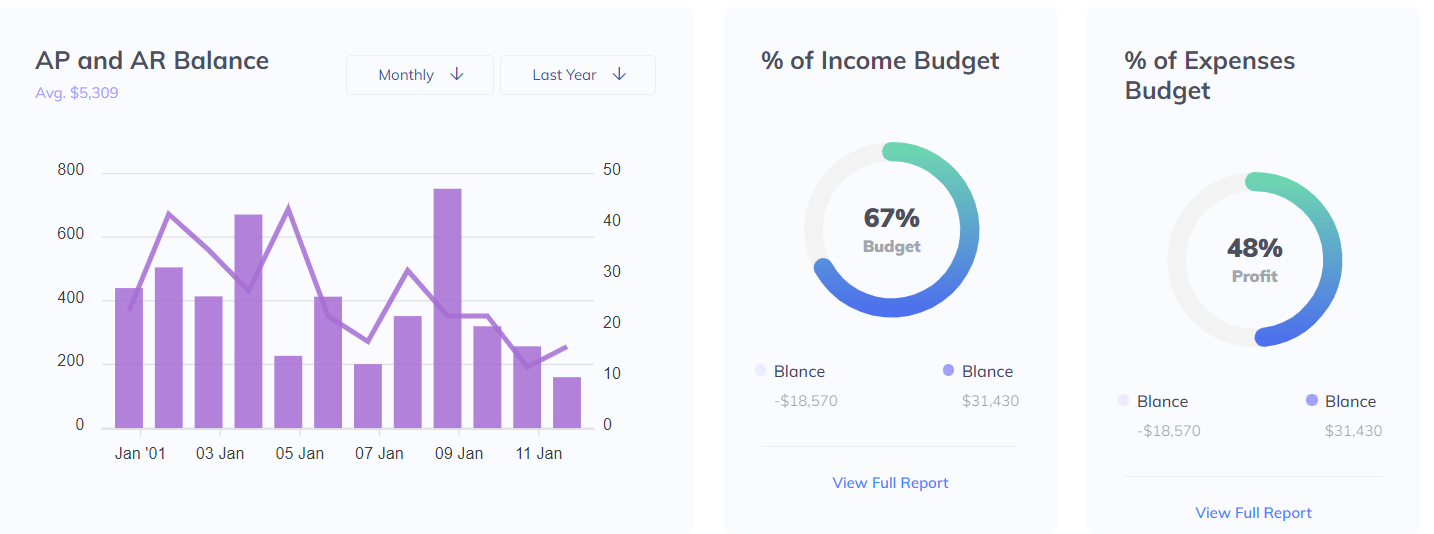 AP and AR Balance
Avg. $5,309
Monthly
Last Year
800
600
400
200
0
50
40
30
20
10
0
Jan '01
03 Jan
05 Jan
07 Jan
09 Jan
11 Jan
% of Income Budget
67%
Budget
Blance
-$18,570
Blance
$31,430
View Full Report
% of Expenses
Budget
48%
Profit
Blance
-$18,570
Blance
$31,430
View Full Report